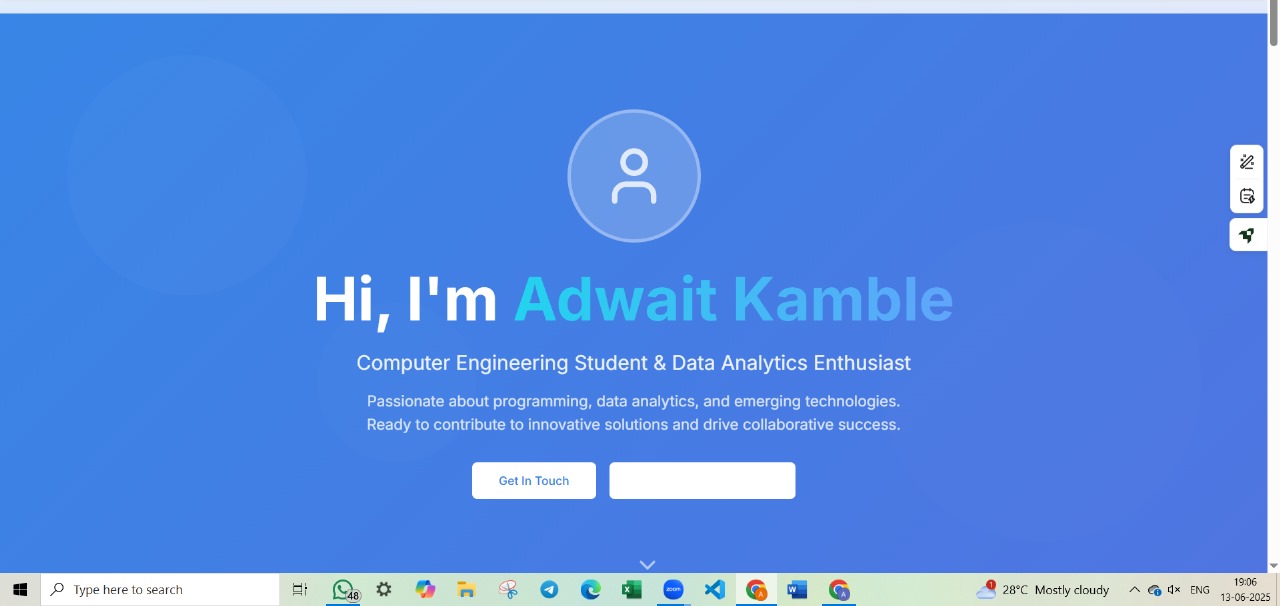 Hi, I'm Adwait Kamble
Computer Engineering Student & Data Analytics Enthusiast
Passionate about programming, data analytics, and emerging technologies.
Ready to contribute to innovative solutions and drive collaborative success.
Get In Touch
Type here to search
48
zoom
1
28°C Mostly cloudy
ENG
19:06
13-06-2025